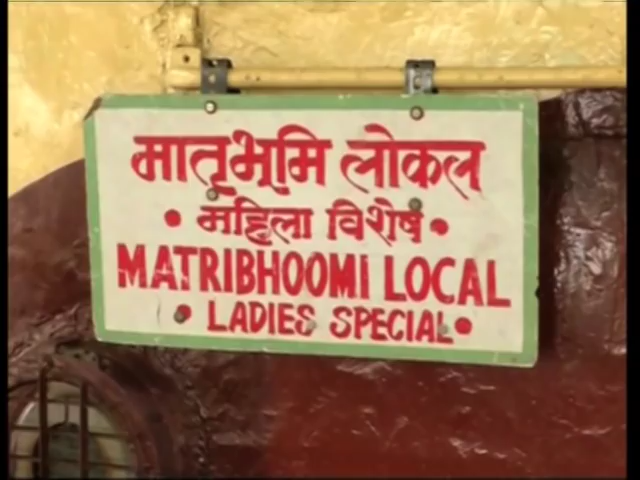 मातृभूमि लोकल
• महिला विशेष •
MATRIBHOOMI LOCAL
• LADIES SPECIAL •